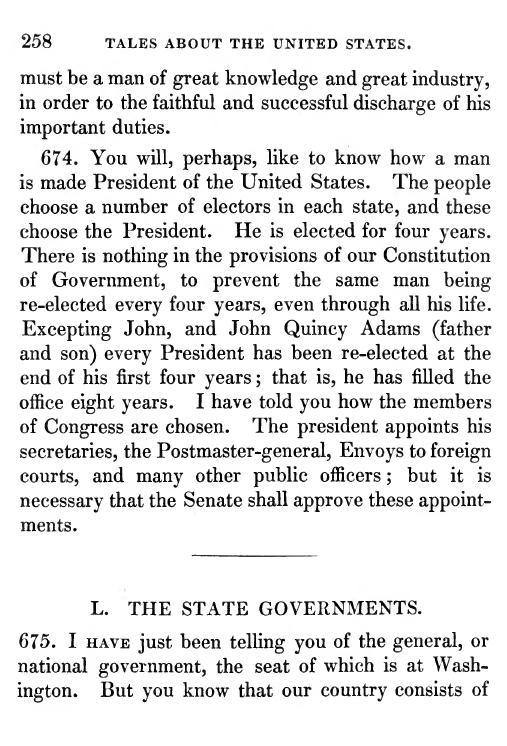 258 TALES ABOUT THE UNITED STATES.
must be a man of great knowledge and great industry,
in order to the faithful and successful discharge of his
important duties.
674. You will, perhaps, like to know how a man
is made President of the United States. The people
choose a number of electors in each state, and these
choose the President. He is elected for four years.
There is nothing in the provisions of our Constitution
of Government, to prevent the same man being
re-elected every four years, even through all his life.
Excepting John, and John Quincy Adams (father
and son) every President has been re-elected at the
end of his first four years; that is, he has filled the
office eight years. I have told you how the members
of Congress are chosen. The president appoints his
secretaries, the Postmaster-general, Envoys to foreign
courts, and many other public officers; but it is
necessary that the Senate shall approve these appoint-
ments.
L. THE STATE GOVERNMENTS.
675. I HAVE just been telling you of the general, or
national government, the seat of which is at Wash-
ington. But you know that our country consists of